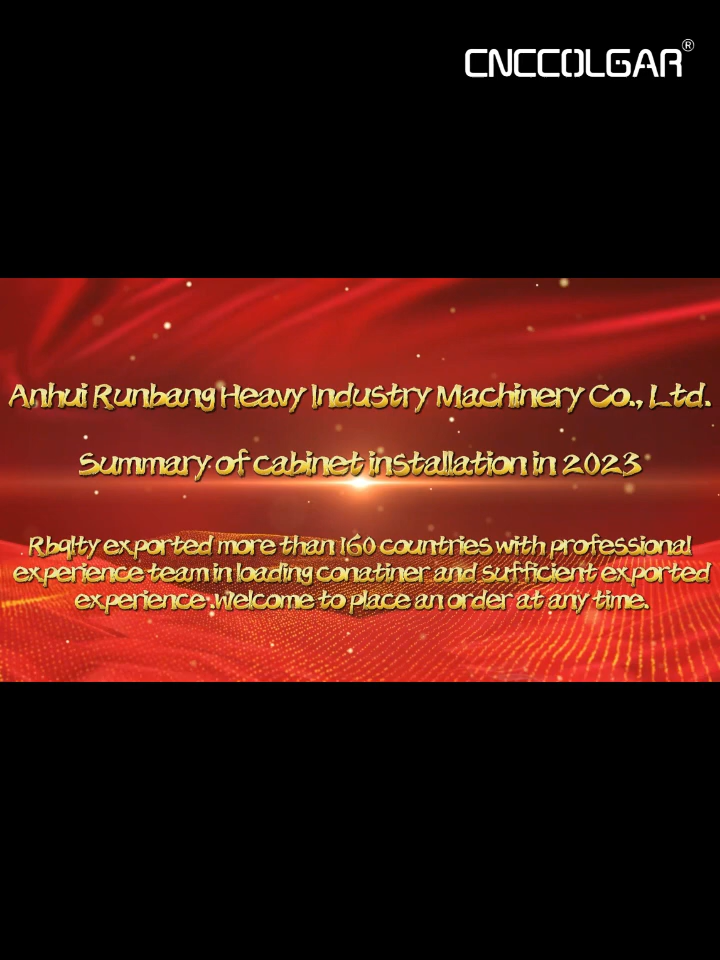 CNCCOLGAR®
Anhui Runbang Heavy Industry Machinery Co., Ltd.
Summary of cabinet installation in 2023
Rbqlty exported more than 160 countries with professional
experience team in loading conatiner and sufficient exported
experience .Welcome to place an order at any time.